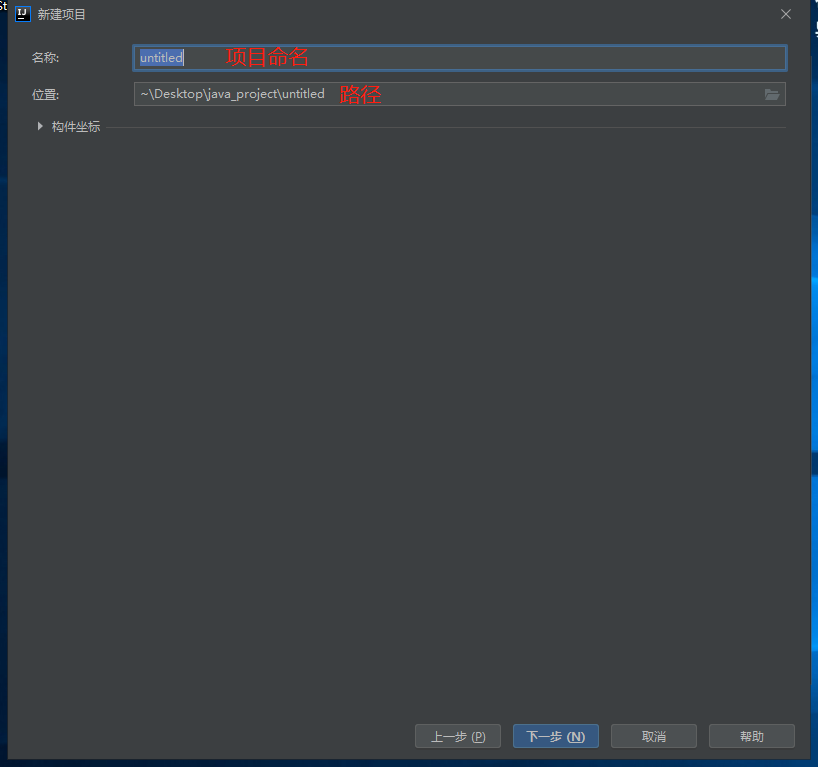 St
新建项目
名称: untitled 项目命名
位置: ~\Desktop\java_project\untitled 路径
构件坐标
上一步 (P) 下一步 (N) 取消 帮助